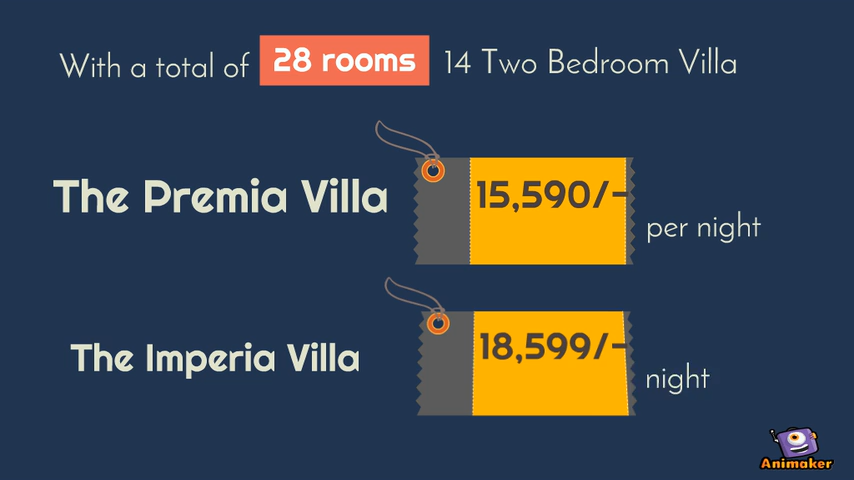 With a total of 28 rooms 14 Two Bedroom Villa
The Premia Villa 15,590/- per night
The Imperia Villa 18,599/- night
Animaker